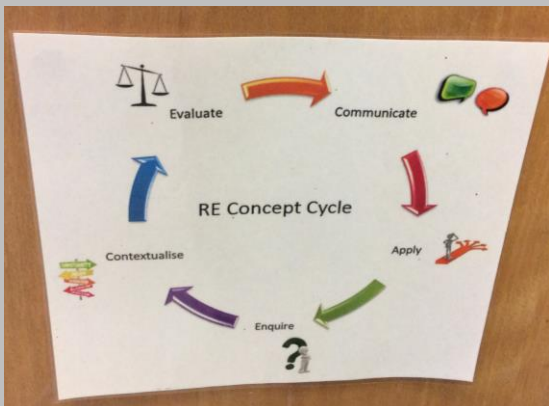 Evaluate
Communicate
RE Concept Cycle
Contextualise
Apply
Enquire